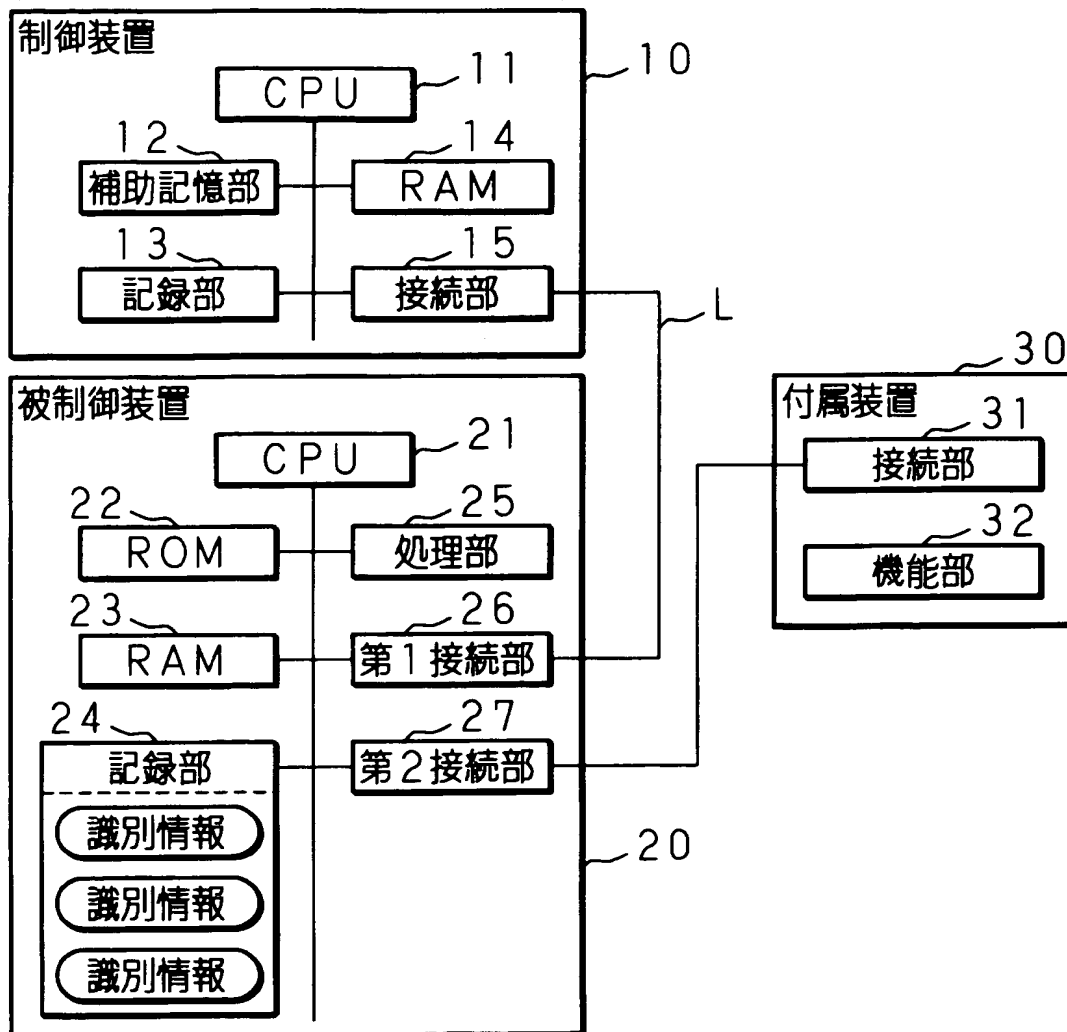 制御装置
10
11
CPU
12
補助記憶部
14
RAM
13
記録部
15
接続部
L
被制御装置
20
21
CPU
22
ROM
25
処理部
23
RAM
26
第1接続部
24
記録部
27
第2接続部
識別情報
識別情報
識別情報
30
付属装置
31
接続部
32
機能部